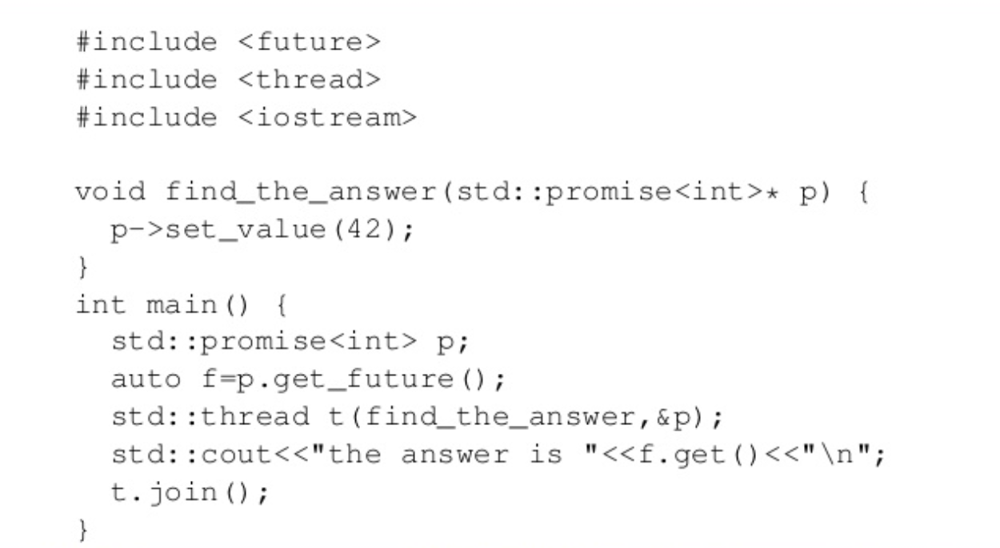 #include <future>
#include <thread>
#include <iostream>

void find_the_answer(std::promise<int>* p) {
  p->set_value(42);
}
int main() {
  std::promise<int> p;
  auto f=p.get_future();
  std::thread t(find_the_answer,&p);
  std::cout<<"the answer is "<<f.get()<<"\n";
  t.join();
}